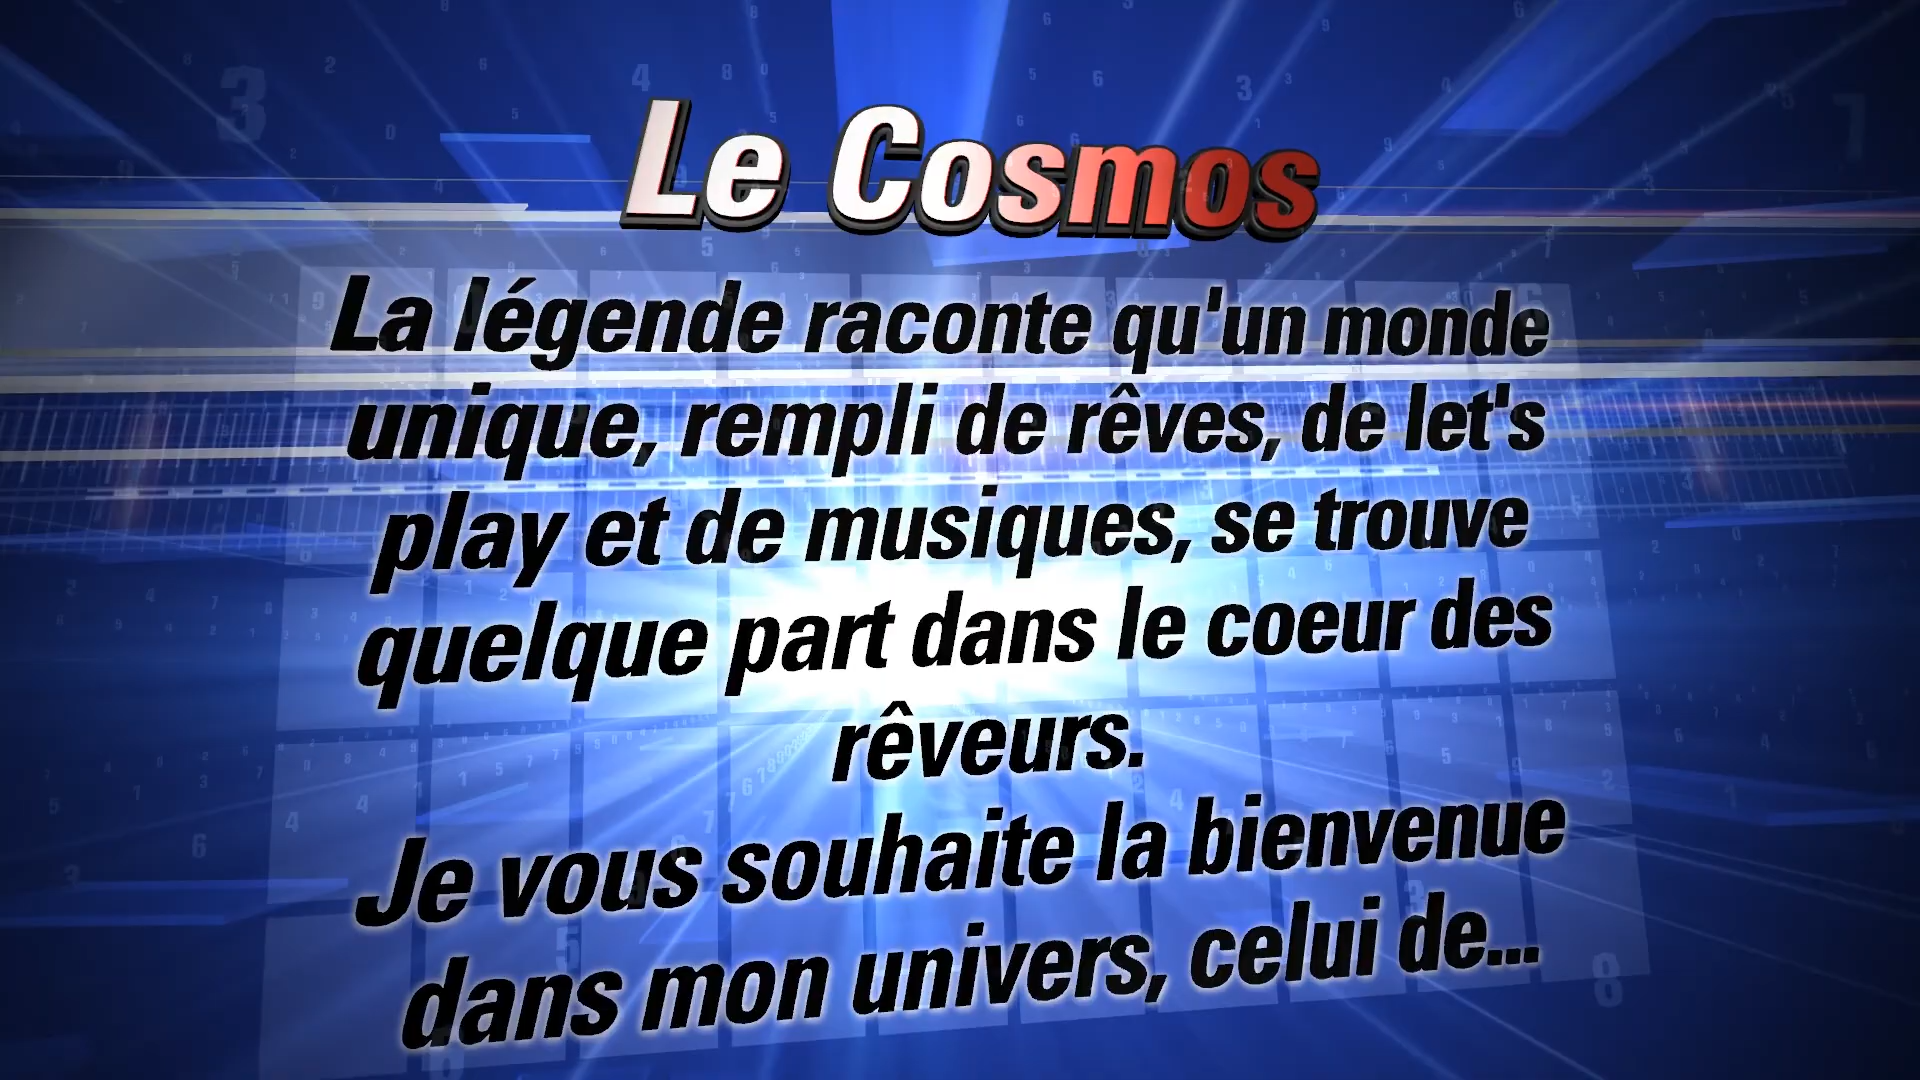 Le Cosmos
La légende raconte qu'un monde
unique, rempli de rêves, de let's
play et de musiques, se trouve
quelque part dans le coeur des
rêveurs.
Je vous souhaite la bienvenue
dans mon univers, celui de...